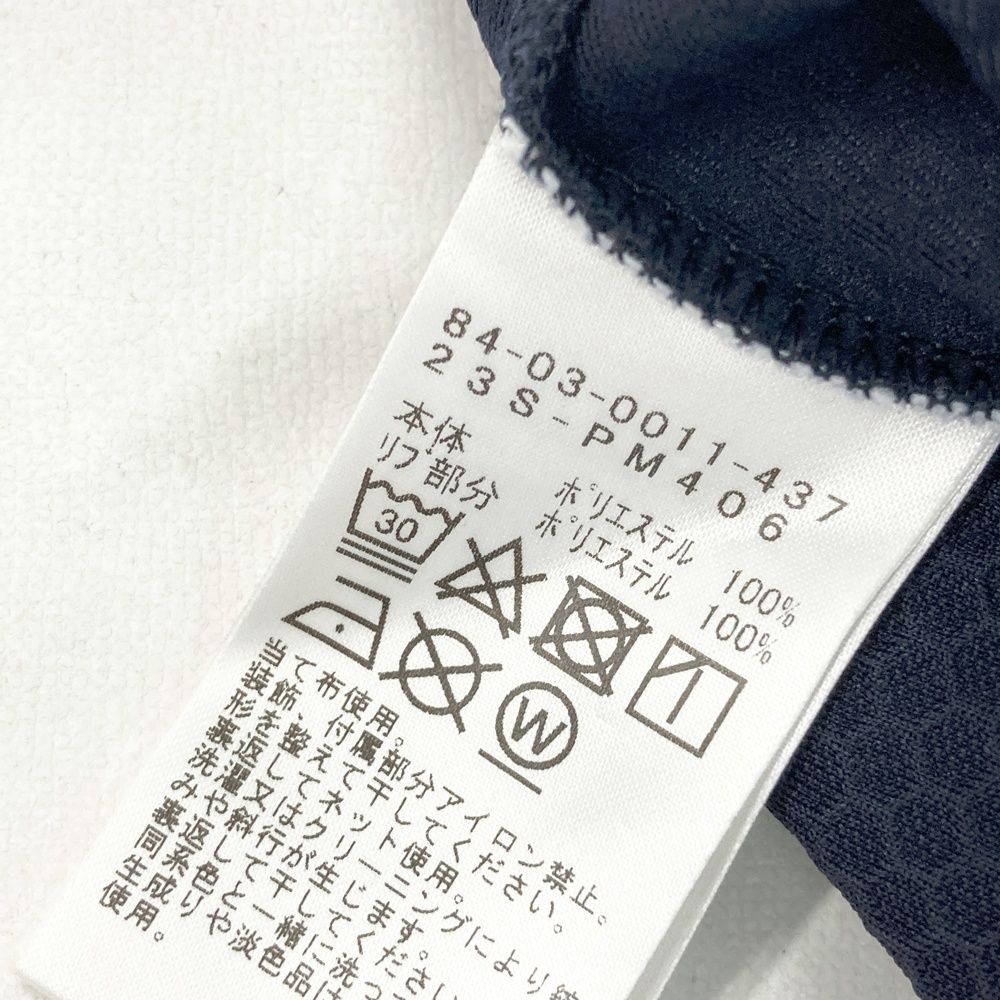 84-03-0011-437
23S-PM406
本体 ポリエステル 100%
リブ部分 ポリエステル 100%
30
W
当て布使用。
装飾、付属部分アイロン禁止。
形を整えて干してください。
裏返してネット使用。
洗濯又はクリーニングにより縮
みや斜行が生じます。
裏返して干してください
同系色と一緒に洗っ
生成りや淡色品は
使用。